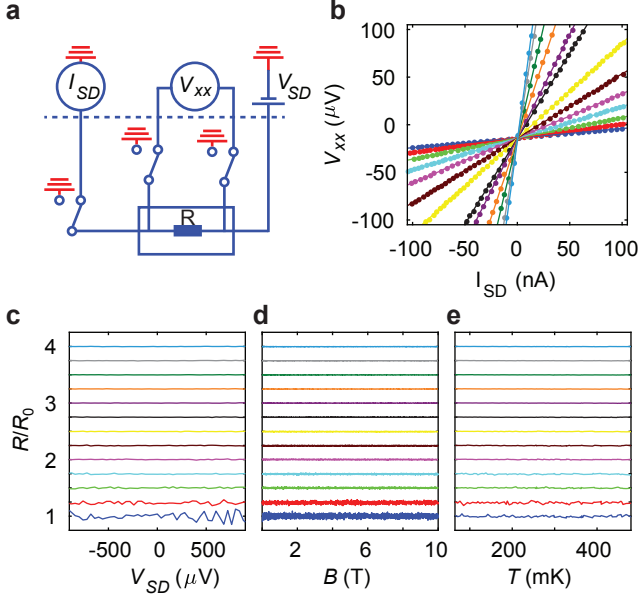 a
I_SD
V_xx
V_SD
R
b
V_xx (μV)
100
50
0
-50
-100
-100
-50
0
50
100
I_SD (nA)
c
d
e
R/R_0
4
3
2
1
-500
0
500
V_SD (μV)
2
6
10
B (T)
200
400
T (mK)